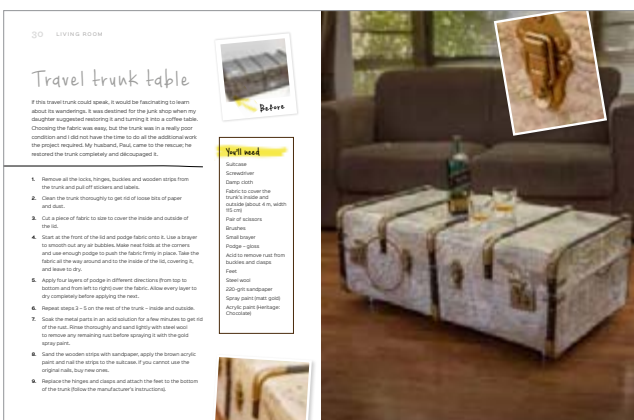 30 LIVING ROOM
Travel trunk table
If this travel trunk could speak, it would be fascinating to learn
about its wanderings. It was destined for the junk shop when my
daughter suggested restoring it and turning it into a coffee table.
Choosing the fabric was easy, but the trunk was in a really poor
condition and I did not have the time to do all the additional work
the project required. My husband, Paul, came to the rescue; he
restored the trunk completely and découpaged it.
1. Remove all the locks, hinges, buckles and wooden strips from
the trunk and pull off stickers and labels.
2. Clean the trunk thoroughly to get rid of loose bits of paper
and dust.
3. Cut a piece of fabric to size to cover the inside and outside of
the lid.
4. Start at the front of the lid and podge fabric onto it. Use a brayer
to smooth out any air bubbles. Make neat folds at the corners
and use enough podge to push the fabric firmly in place. Take the
fabric all the way around and to the inside of the lid, covering it,
and leave to dry.
5. Apply four layers of podge in different directions (from top to
bottom and from left to right) over the fabric. Allow every layer to
dry completely before applying the next.
6. Repeat steps 3 – 5 on the rest of the trunk – inside and outside.
7. Soak the metal parts in an acid solution for a few minutes to get rid
of the rust. Rinse thoroughly and sand lightly with steel wool
to remove any remaining rust before spraying it with the gold
spray paint.
8. Sand the wooden strips with sandpaper, apply the brown acrylic
paint and nail the strips to the suitcase. If you cannot use the
original nails, buy new ones.
9. Replace the hinges and clasps and attach the feet to the bottom
of the trunk (follow the manufacturer's instructions).
Before
You'll need
Suitcase
Screwdriver
Damp cloth
Fabric to cover the
trunk's inside and
outside (about 4 m, width
115 cm)
Pair of scissors
Brushes
Small brayer
Podge – gloss
Acid to remove rust from
buckles and clasps
Feet
Steel wool
220-grit sandpaper
Spray paint (matt gold)
Acrylic paint (Heritage:
Chocolate)